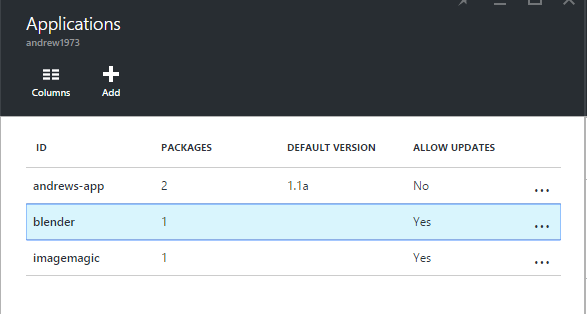 Applications
andrew1973
Columns Add
ID PACKAGES DEFAULT VERSION ALLOW UPDATES
andrews-app 2 1.1a No ...
blender 1 Yes ...
imagemagic 1 Yes ...